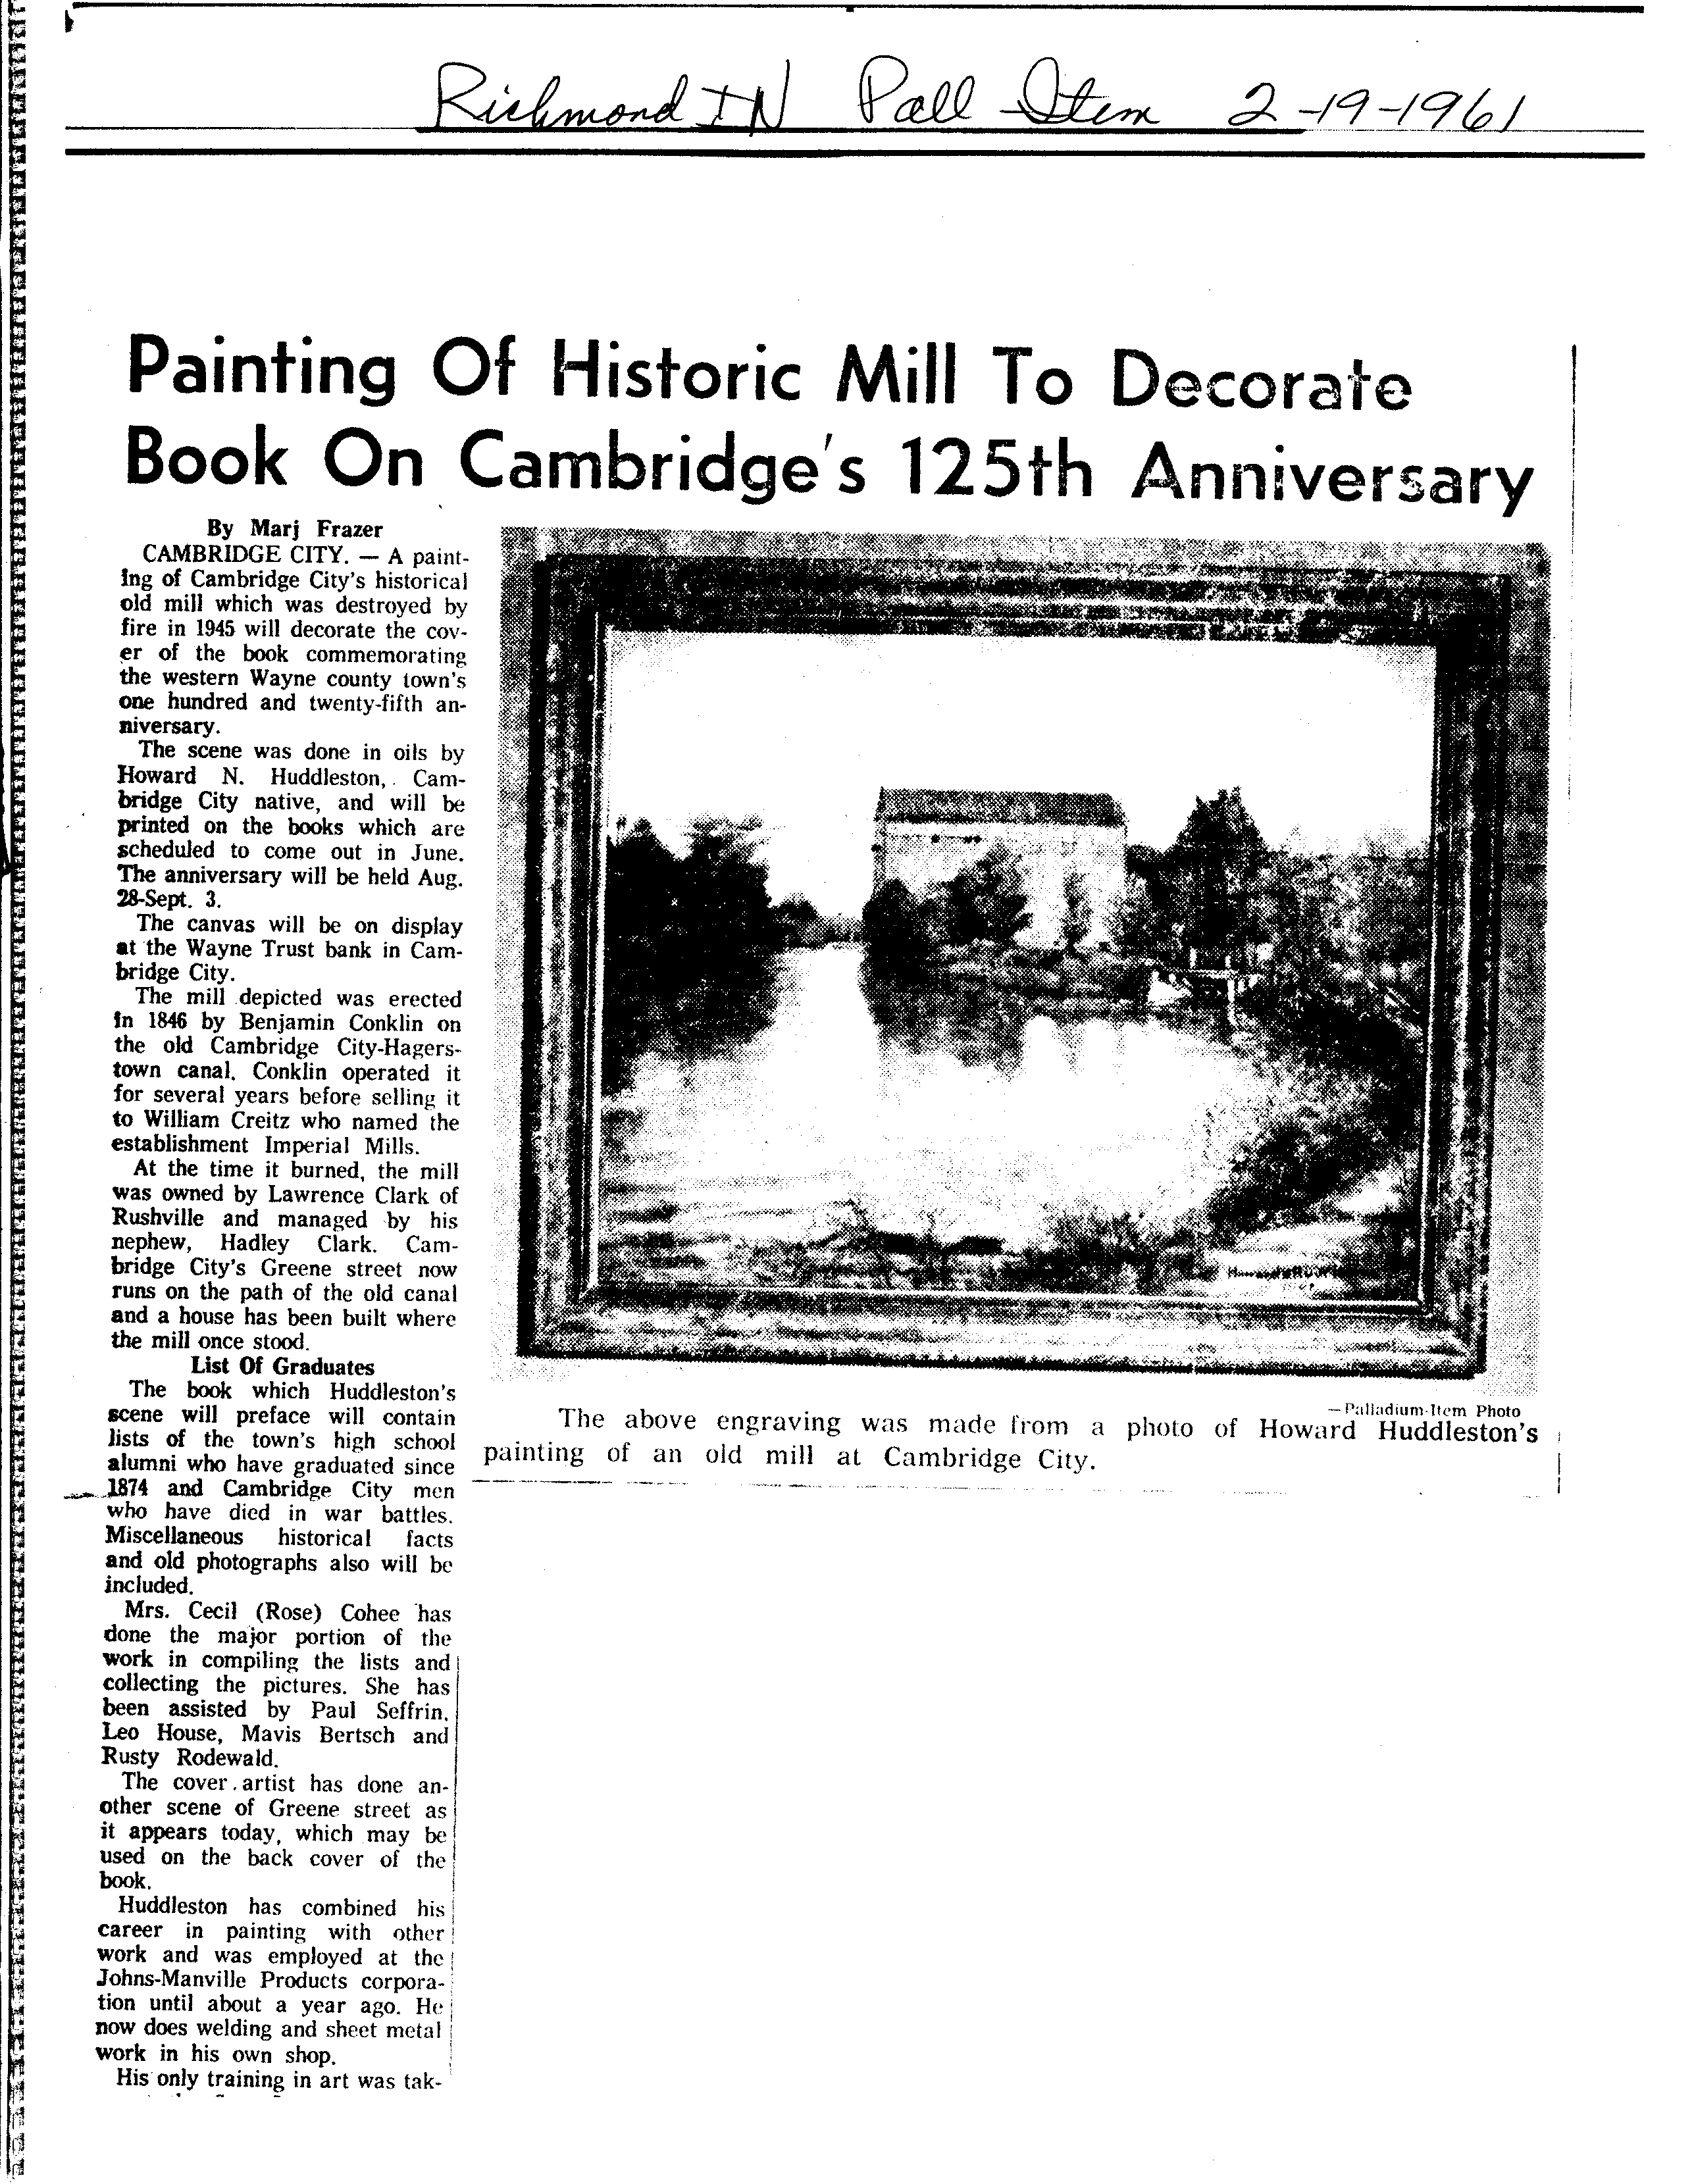 Richmond IN Pall Item 2-19-1961
Painting Of Historic Mill To Decorate
Book On Cambridge's 125th Anniversary
By Marj Frazer
CAMBRIDGE CITY. — A paint-
ing of Cambridge City's historical
old mill which was destroyed by
fire in 1945 will decorate the cov-
er of the book commemorating
the western Wayne county town's
one hundred and twenty-fifth an-
niversary.
The scene was done in oils by
Howard N. Huddleston, Cam-
bridge City native, and will be
printed on the books which are
scheduled to come out in June.
The anniversary will be held Aug.
28-Sept. 3.
The canvas will be on display
at the Wayne Trust bank in Cam-
bridge City.
The mill depicted was erected
in 1846 by Benjamin Conklin on
the old Cambridge City-Hagers-
town canal. Conklin operated it
for several years before selling it
to William Creitz who named the
establishment Imperial Mills.
At the time it burned, the mill
was owned by Lawrence Clark of
Rushville and managed by his
nephew, Hadley Clark. Cam-
bridge City's Greene street now
runs on the path of the old canal
and a house has been built where
the mill once stood.
List Of Graduates
The book which Huddleston's
scene will preface will contain
lists of the town's high school
alumni who have graduated since
1874 and Cambridge City men
who have died in war battles.
Miscellaneous historical facts
and old photographs also will be
included.
Mrs. Cecil (Rose) Cohee has
done the major portion of the
work in compiling the lists and
collecting the pictures. She has
been assisted by Paul Seffrin,
Leo House, Mavis Bertsch and
Rusty Rodewald.
The cover artist has done an-
other scene of Greene street as
it appears today, which may be
used on the back cover of the
book.
Huddleston has combined his
career in painting with other
work and was employed at the
Johns-Manville Products corpora-
tion until about a year ago. He
now does welding and sheet metal
work in his own shop.
His only training in art was tak-
—Palladium-Item Photo
The above engraving was made from a photo of Howard Huddleston's
painting of an old mill at Cambridge City.